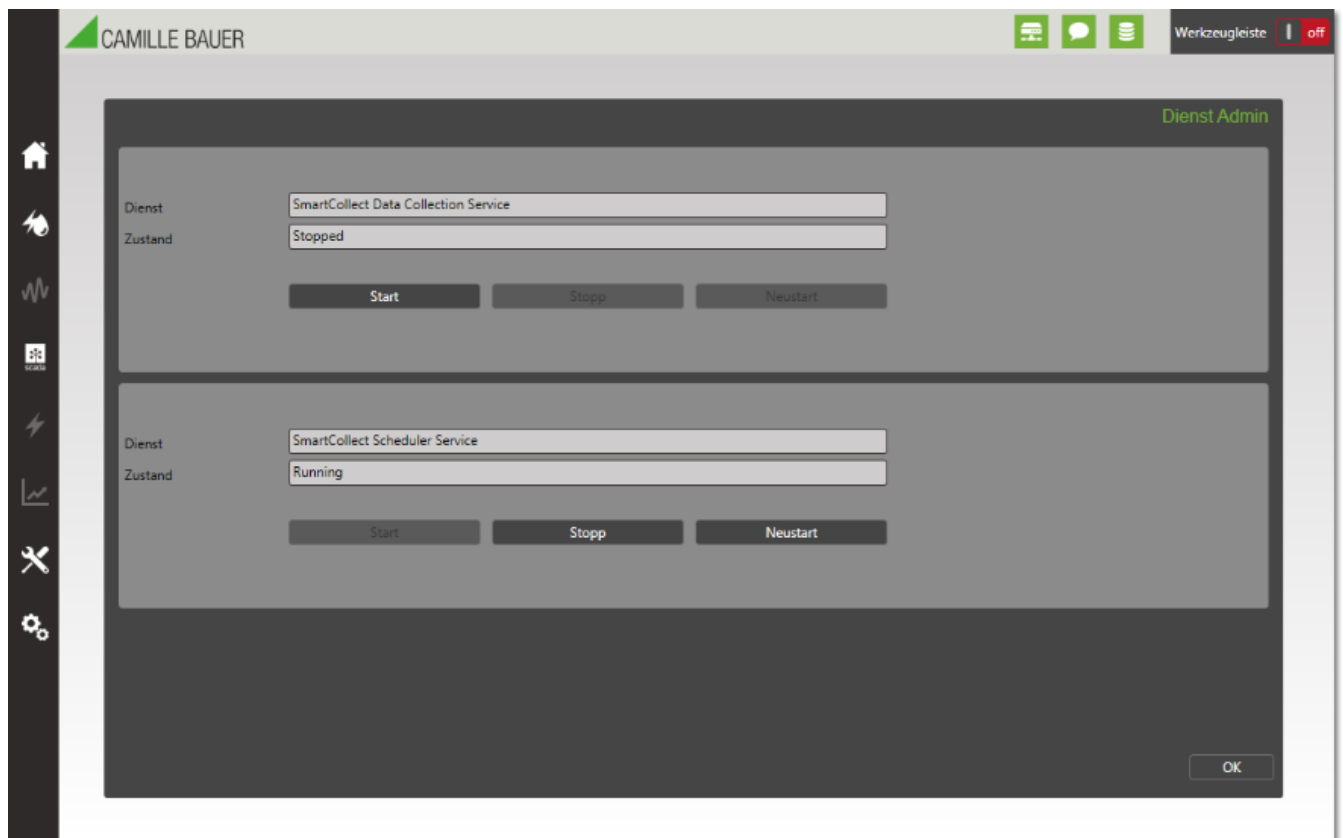 CAMILLE BAUER
Werkzeugleiste off
Dienst Admin
Dienst SmartCollect Data Collection Service
Zustand Stopped
Start Stopp Neustart
scada
Dienst SmartCollect Scheduler Service
Zustand Running
Start Stopp Neustart
OK